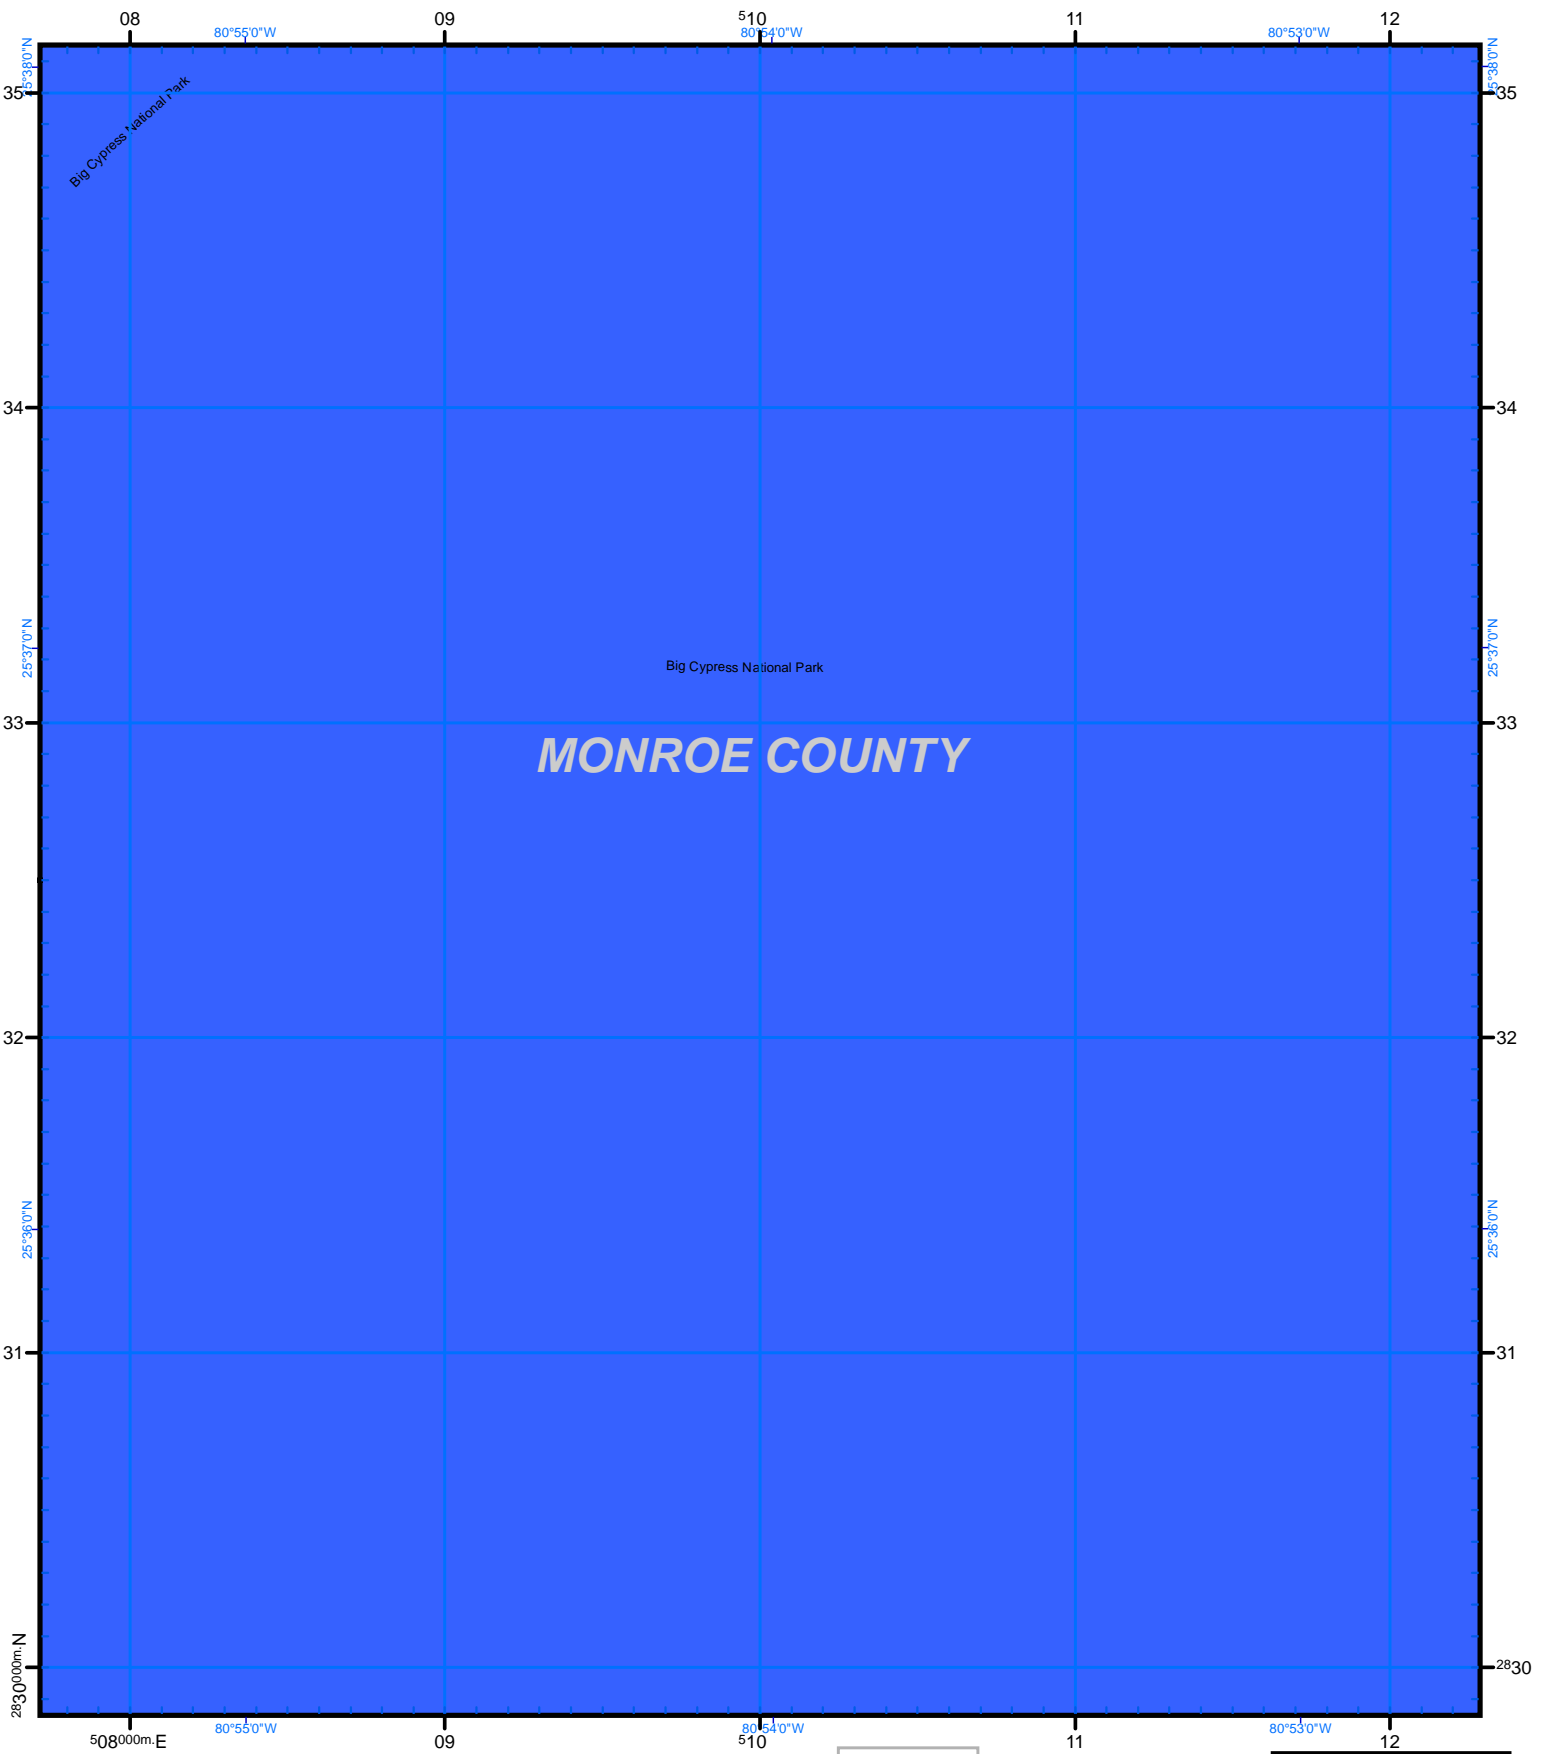 08 09 510 11 12
80°55'0"W 80°54'0"W 80°53'0"W
25°38'0"N 25°38'0"N
35 35
Big Cypress National Park
34 34
25°37'0"N 25°37'0"N
Big Cypress National Park
33 33
MONROE COUNTY
32 32
25°36'0"N 25°36'0"N
31 31
2830000m.N 2830
80°55'0"W 80°54'0"W 80°53'0"W
508000m.E 09 510 11 12